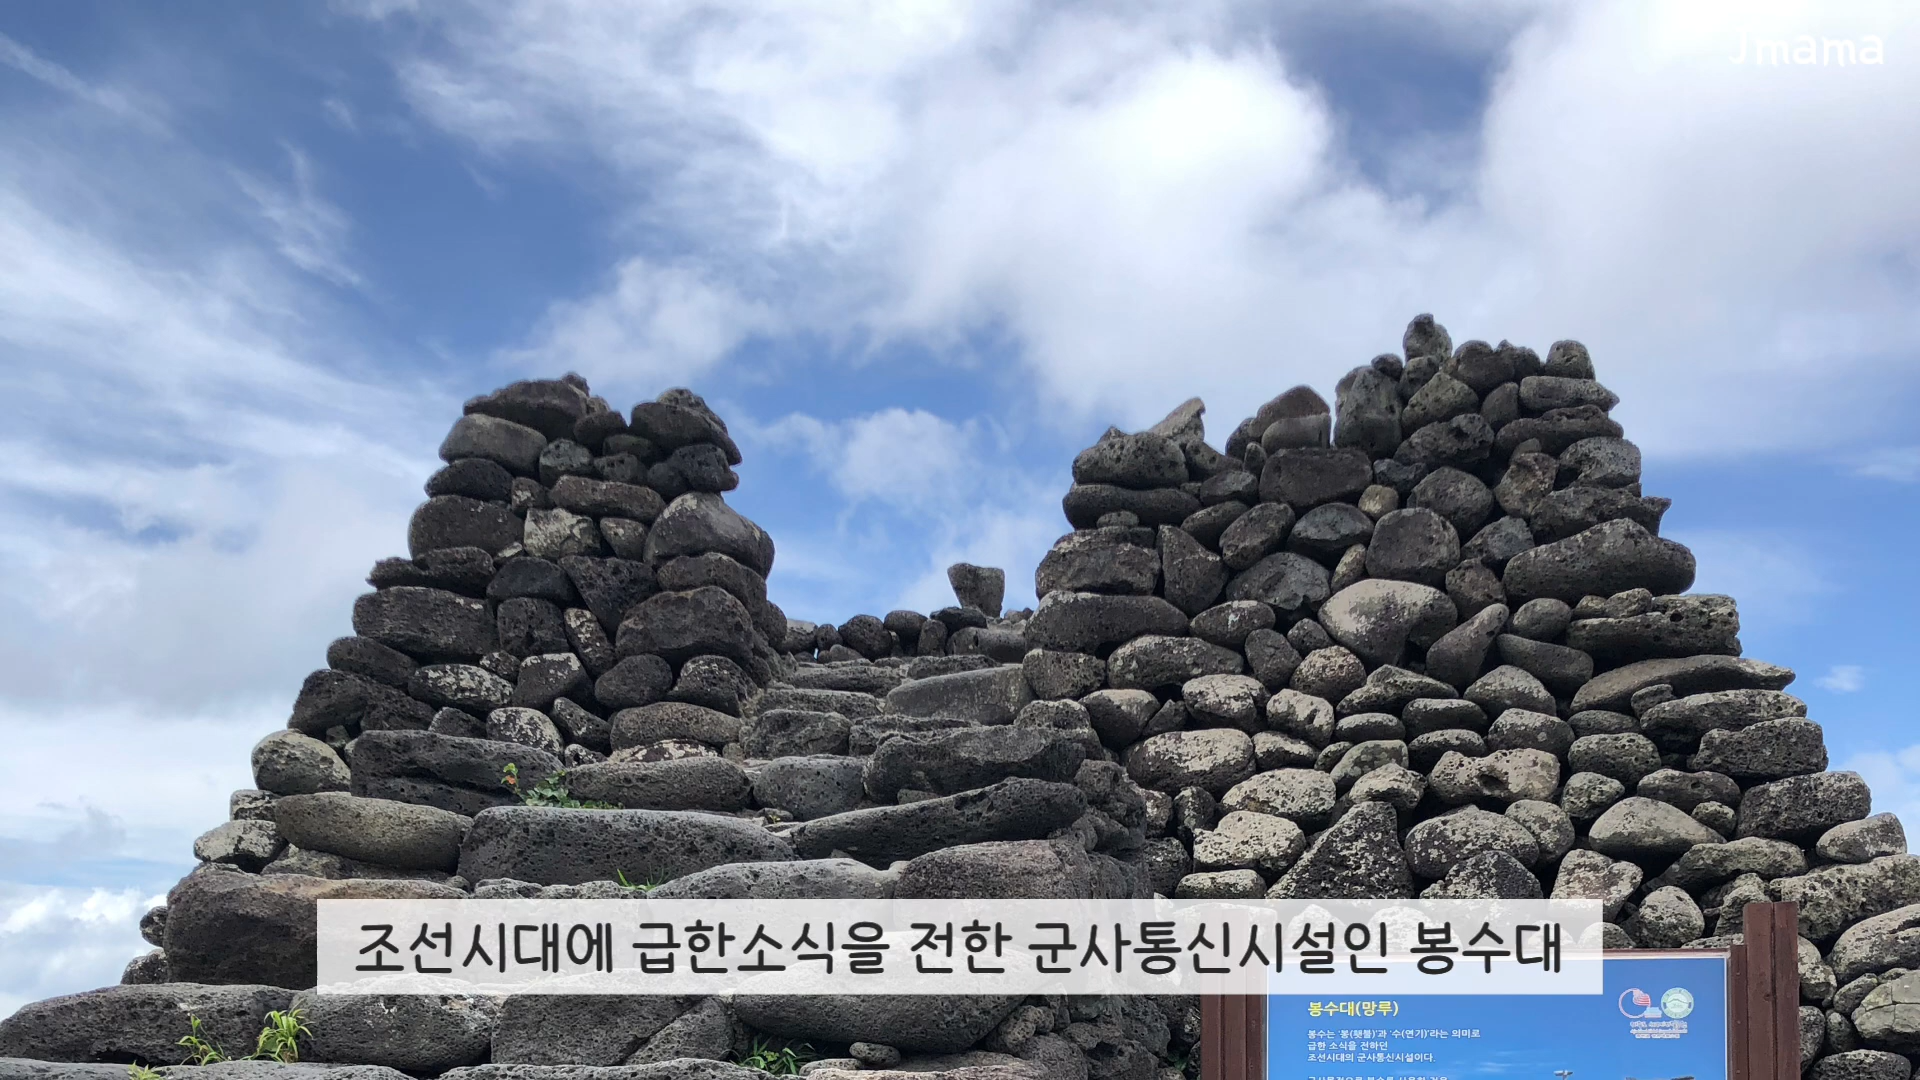 Jmama
조선시대에 급한소식을 전한 군사통신시설인 봉수대
봉수대(망루)
봉수는 '봉(횃불)'과 '수(연기)'라는 의미로
급한 소식을 전하던
조선시대의 군사통신시설이다.